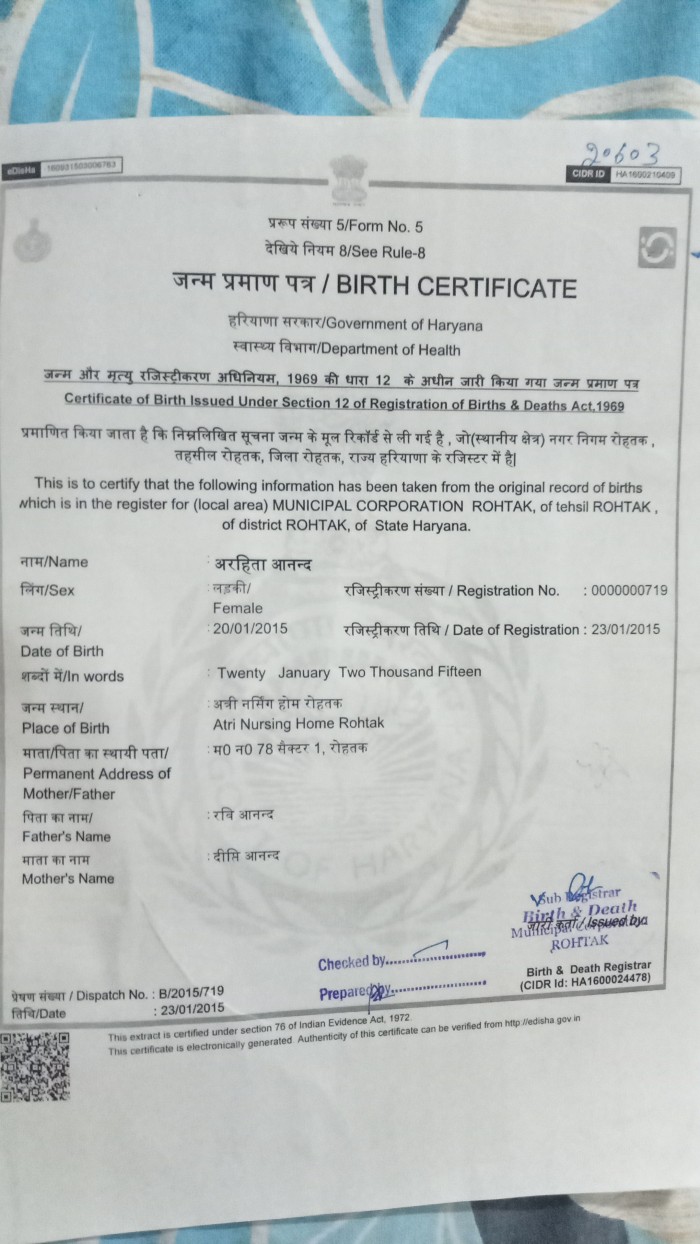 20603
eDisHa 160931503006763
CIDR ID HA1600210409
प्ररूप संख्या 5/Form No. 5
देखिये नियम 8/See Rule-8
जन्म प्रमाण पत्र / BIRTH CERTIFICATE
हरियाणा सरकार/Government of Haryana
स्वास्थ्य विभाग/Department of Health
जन्म और मृत्यु रजिस्टीकरण अधिनियम, 1969 की धारा 12 के अधीन जारी किया गया जन्म प्रमाण पत्र
Certificate of Birth Issued Under Section 12 of Registration of Births & Deaths Act,1969
प्रमाणित किया जाता है कि निम्नलिखित सूचना जन्म के मूल रिकॉर्ड से ली गई है , जो(स्थानीय क्षेत्र) नगर निगम रोहतक ,
तहसील रोहतक, जिला रोहतक, राज्य हरियाणा के रजिस्टर में है|
This is to certify that the following information has been taken from the original record of births
which is in the register for (local area) MUNICIPAL CORPORATION ROHTAK, of tehsil ROHTAK ,
of district ROHTAK, of State Haryana.
नाम/Name : अरहिता आनन्द
लिंग/Sex : लड़की/ रजिस्ट्रीकरण संख्या / Registration No. : 0000000719
Female
जन्म तिथि/ : 20/01/2015 रजिस्ट्रीकरण तिथि / Date of Registration : 23/01/2015
Date of Birth
शब्दों में/In words : Twenty January Two Thousand Fifteen
जन्म स्थान/ : अत्री नर्सिंग होम रोहतक
Place of Birth Atri Nursing Home Rohtak
माता/पिता का स्थायी पता/ : म0 न0 78 सैक्टर 1, रोहतक
Permanent Address of
Mother/Father
पिता का नाम/ : रवि आनन्द
Father's Name
माता का नाम : दीप्ति आनन्द
Mother's Name
Sub Registrar
Birth & Death
जारी कर्ता / Issued by
Municipal
ROHTAK
Checked by
Prepared by
Birth & Death Registrar
(CIDR Id: HA1600024478)
प्रेषण संख्या / Dispatch No. : B/2015/719
तिथि/Date : 23/01/2015
This extract is certified under section 76 of Indian Evidence Act, 1972
This certificate is electronically generated. Authenticity of this certificate can be verified from http://edisha.gov.in